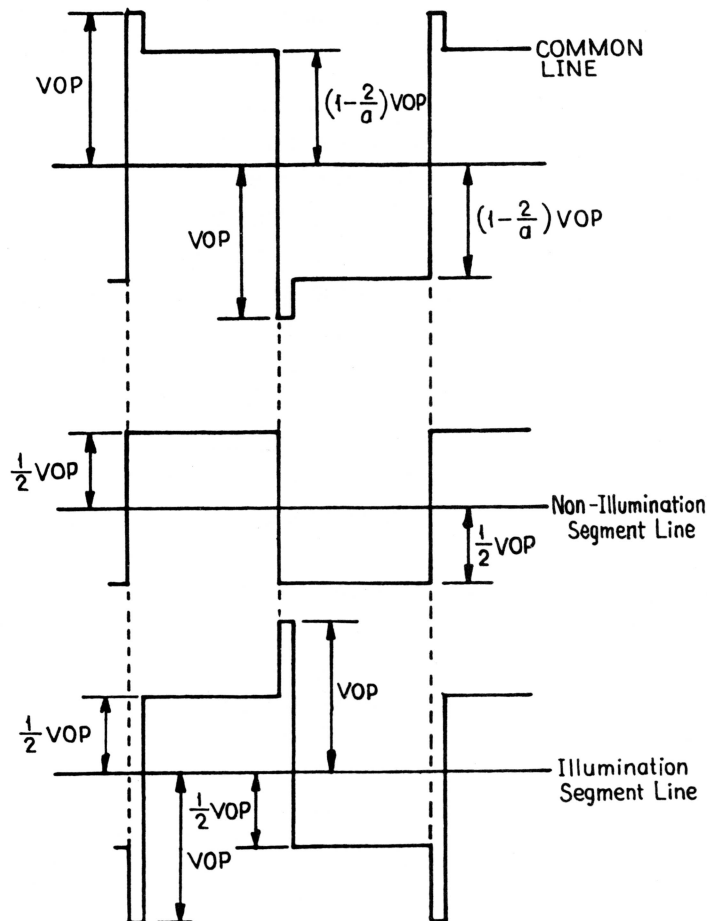 VOP
(1-2/a)VOP
COMMON
LINE
VOP
(1-2/a)VOP
1/2 VOP
Non-Illumination
Segment Line
1/2 VOP
VOP
1/2 VOP
1/2 VOP
Illumination
Segment Line
VOP